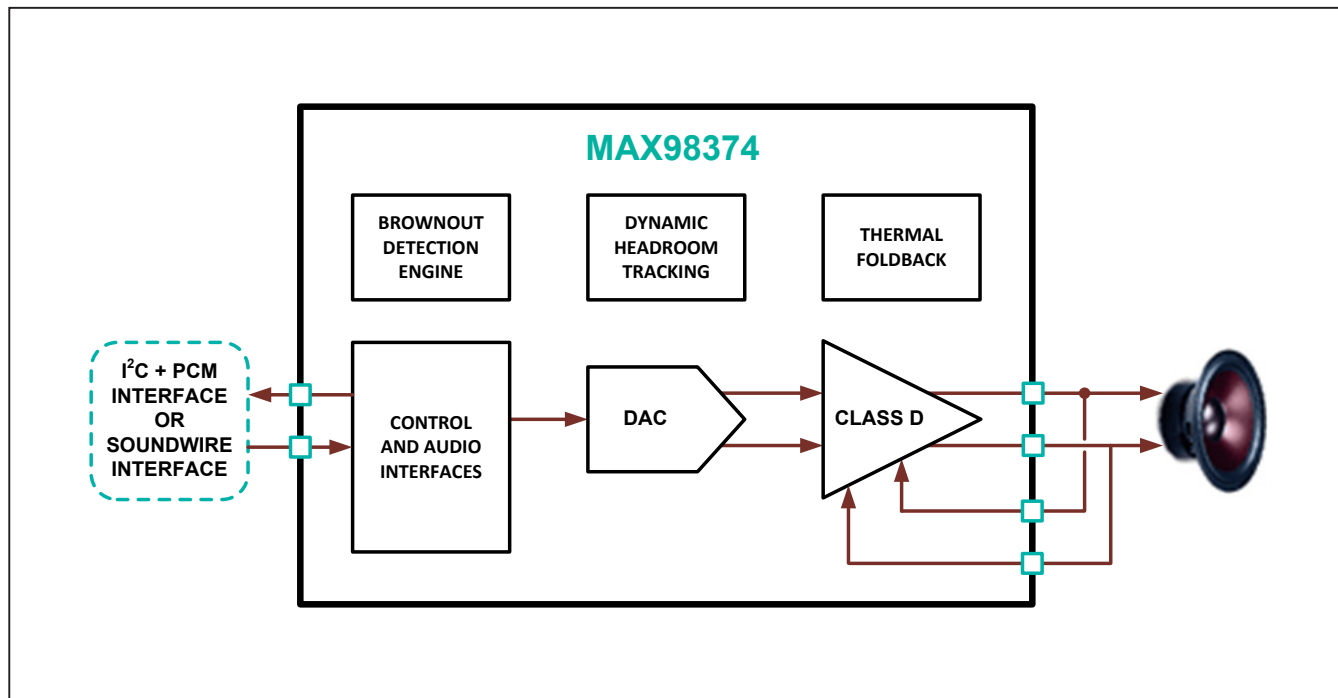 MAX98374
BROWNOUT
DETECTION
ENGINE
DYNAMIC
HEADROOM
TRACKING
THERMAL
FOLDBACK
I²C + PCM
INTERFACE
OR
SOUNDWIRE
INTERFACE
CONTROL
AND AUDIO
INTERFACES
DAC
CLASS D